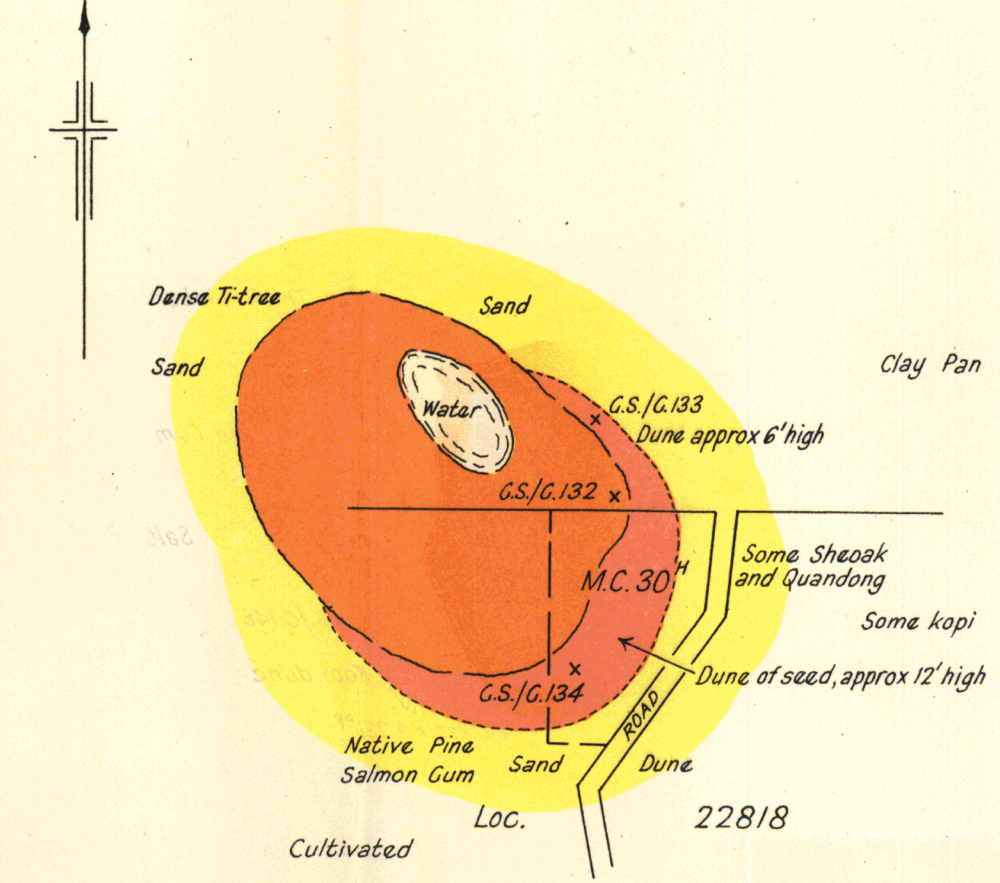 Dense Ti-tree
Sand
Sand
Clay Pan
Water
G.S./G.133
Dune approx 6' high
G.S./G.132
Some Sheoak
and Quandong
M.C. 30H
Some kopi
Dune of seed, approx 12' high
G.S./G.134
ROAD
Native Pine
Salmon Gum
Sand
Dune
Loc. 22818
Cultivated
Salt